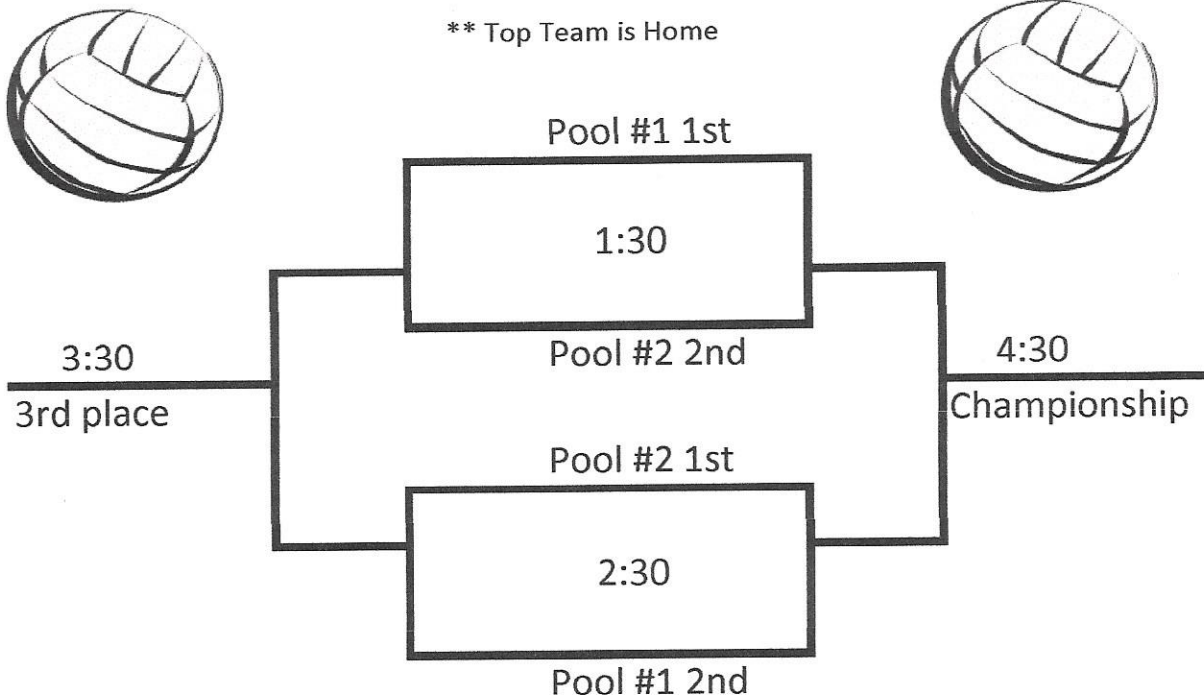 ** Top Team is Home
Pool #1 1st
1:30
Pool #2 2nd
3:30
3rd place
4:30
Championship
Pool #2 1st
2:30
Pool #1 2nd